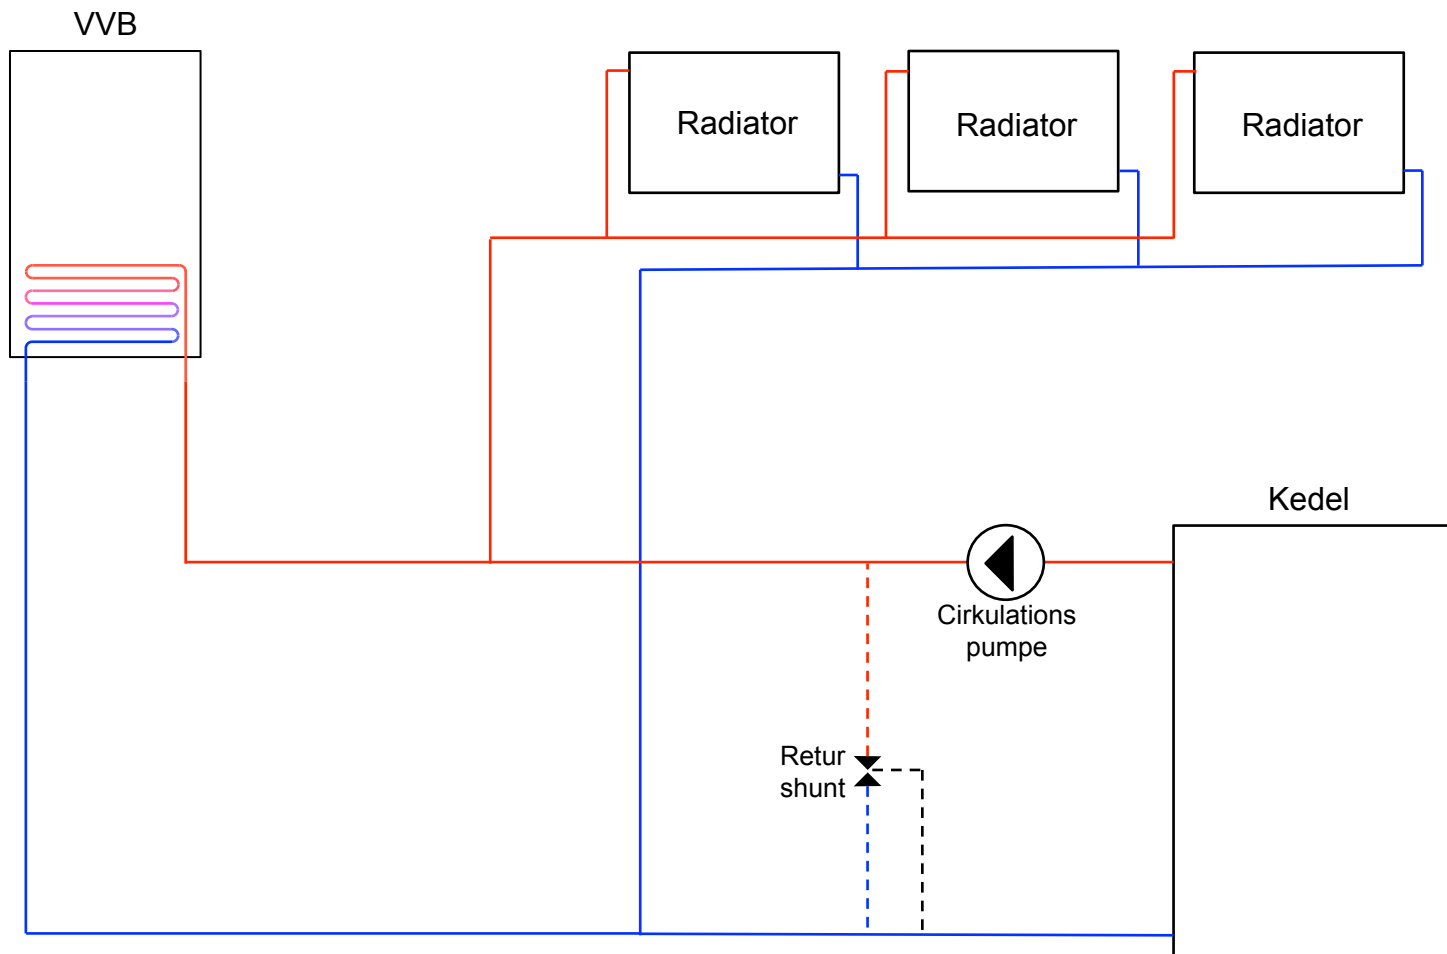 VVB
Radiator
Radiator
Radiator
Kedel
Cirkulations
pumpe
Retur
shunt